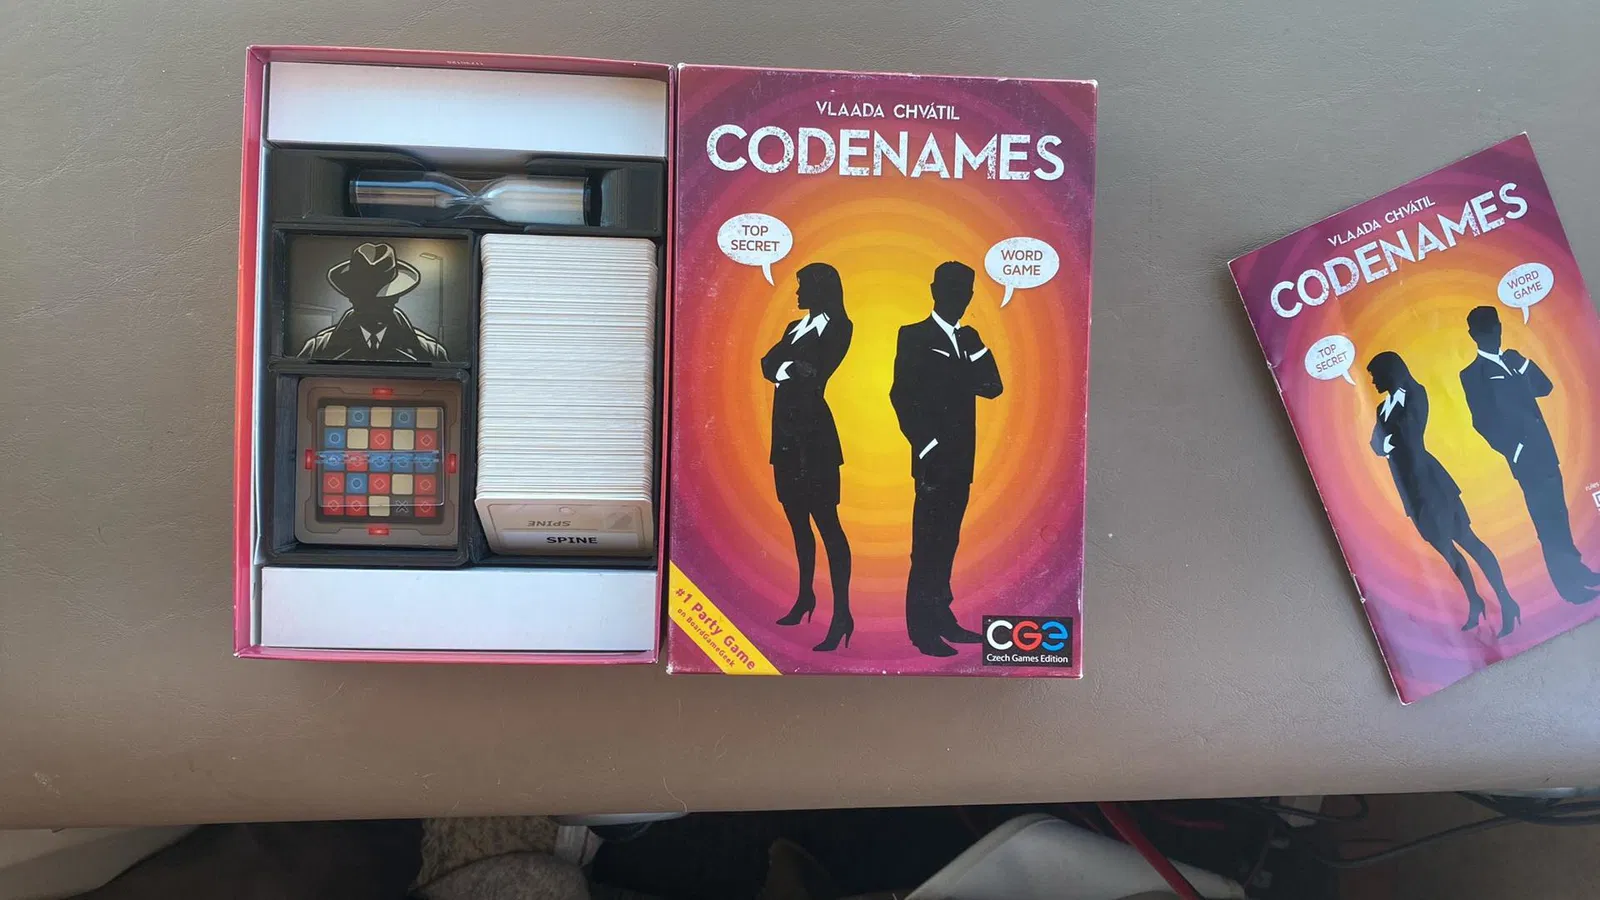 SPINE
SPINE
VLAADA CHVÁTIL
CODENAMES
TOP
SECRET
WORD
GAME
#1 Party Game
on BoardGameGeek
CGE
Czech Games Edition
VLAADA CHVÁTIL
CODENAMES
WORD
GAME
TOP
SECRET